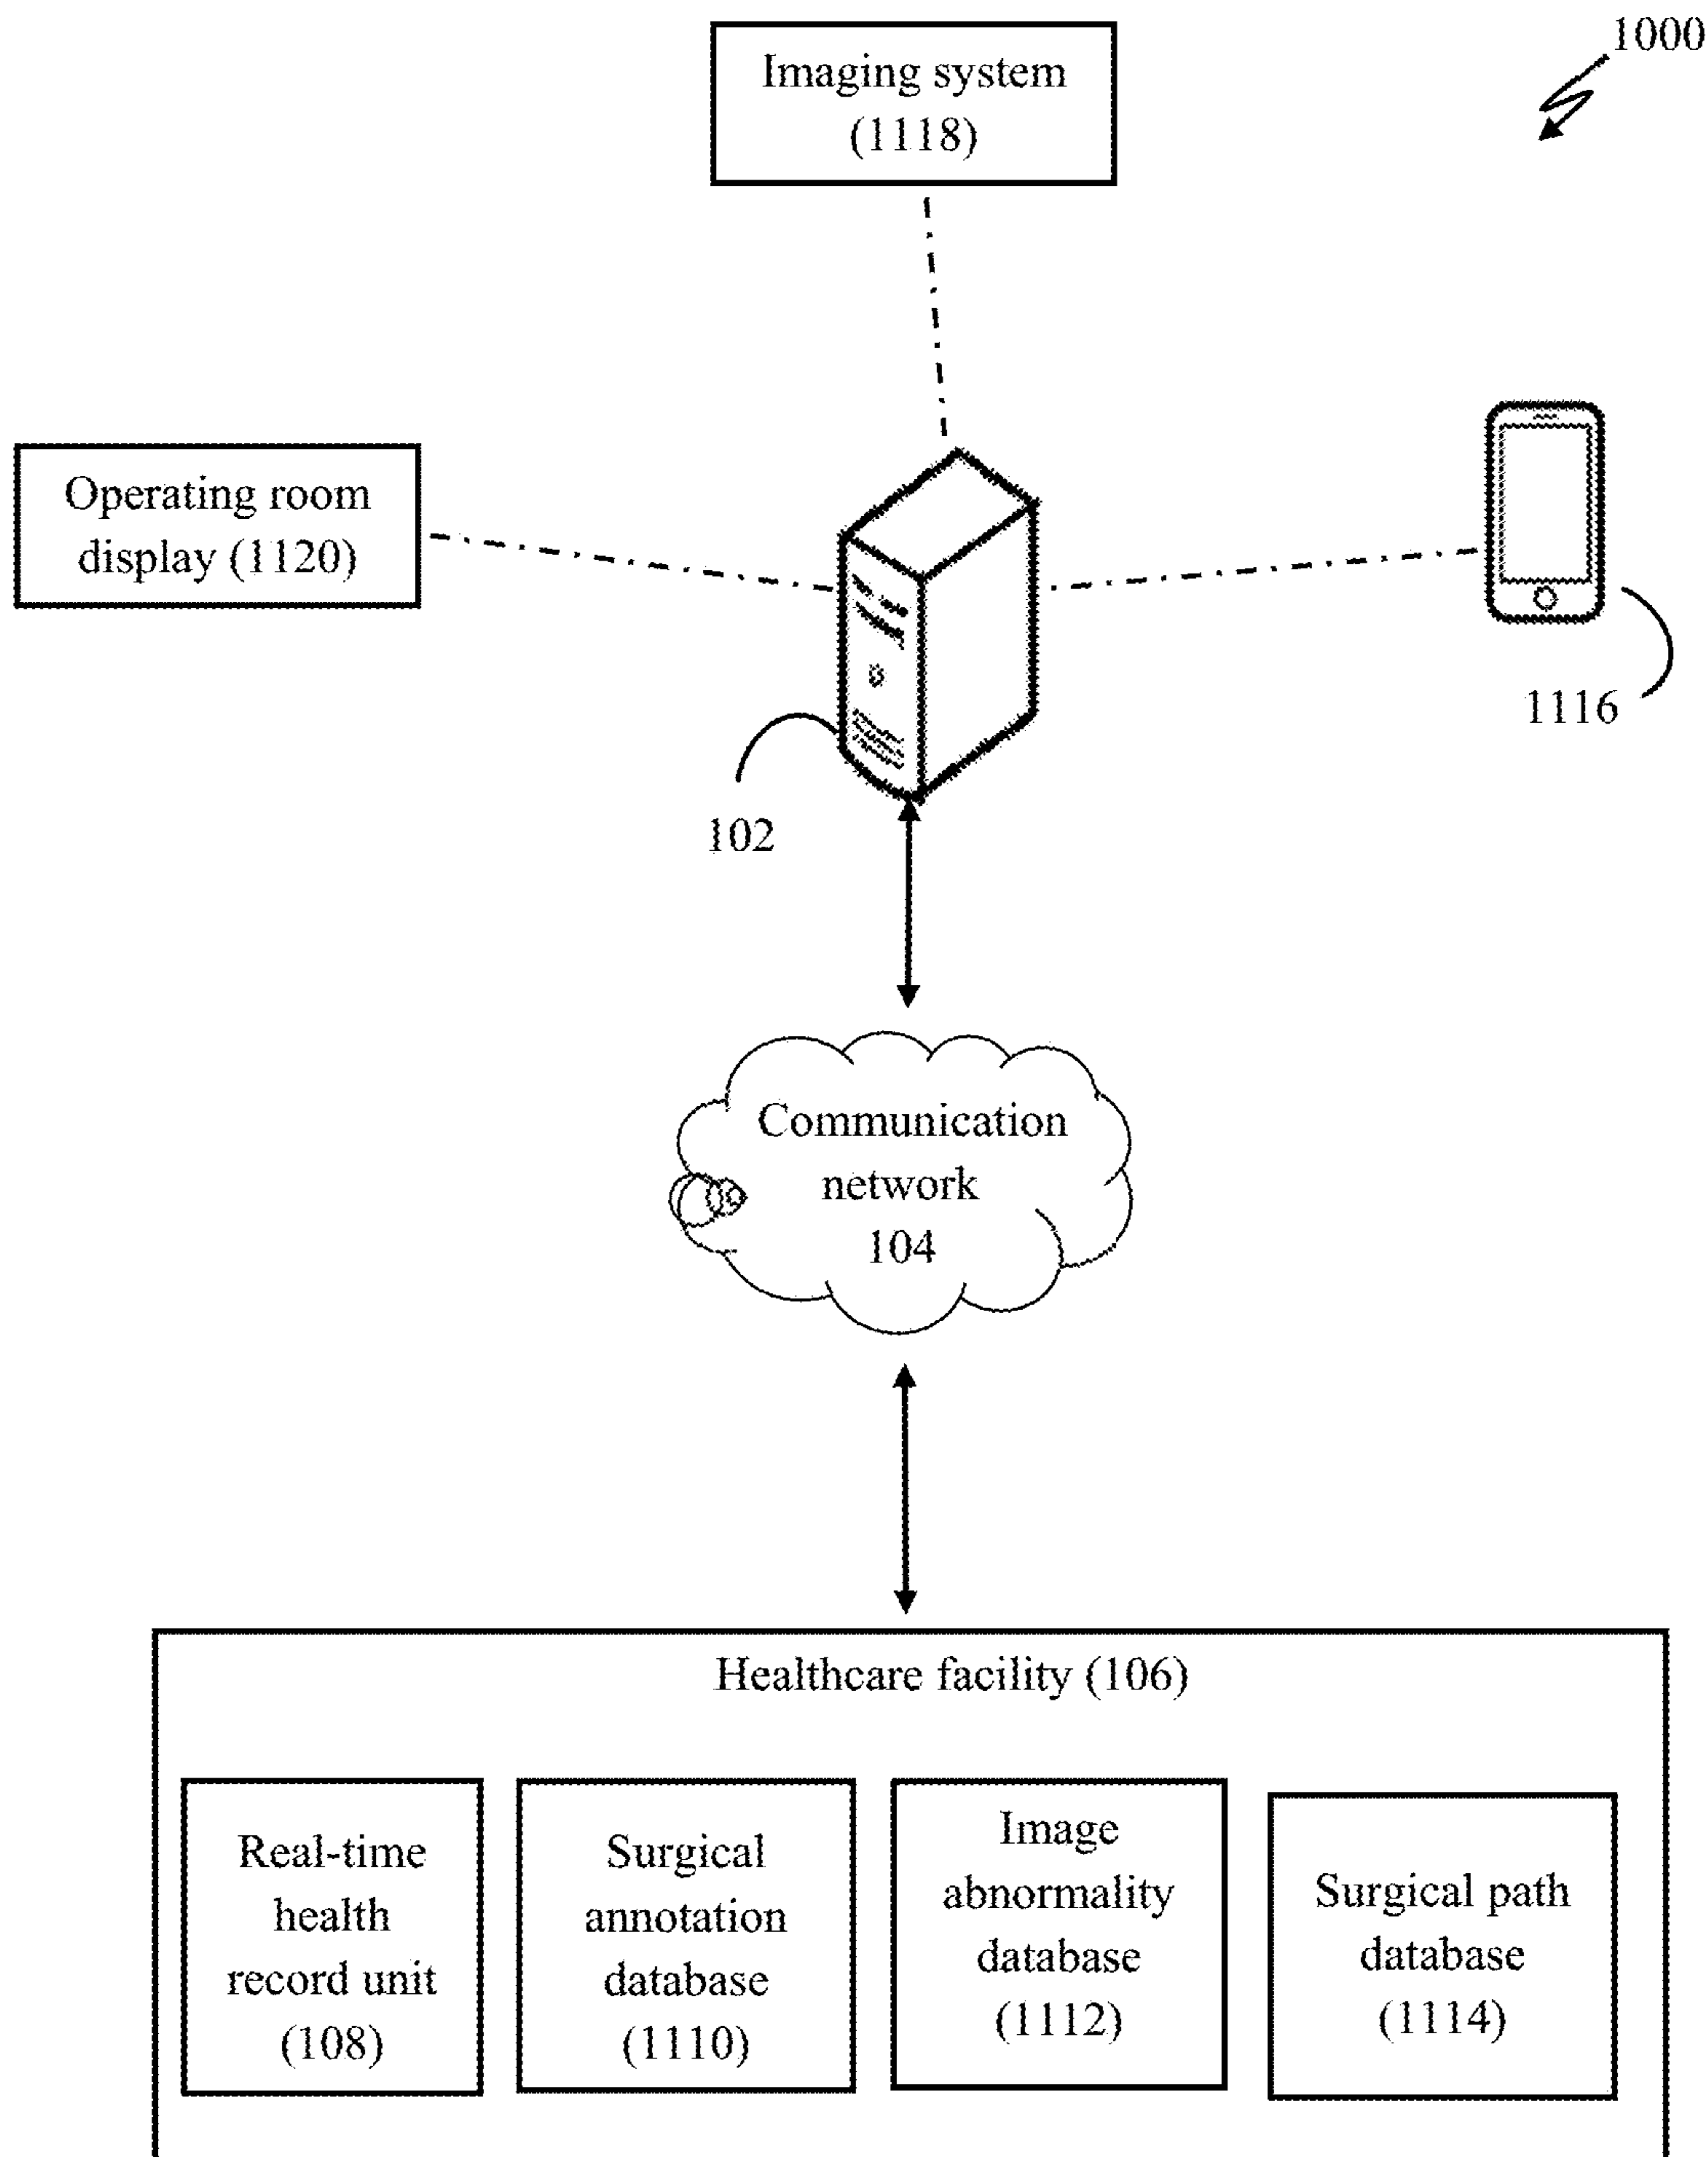 1000
Imaging system
(1118)
Operating room
display (1120)
1116
102
Communication
network
104
Healthcare facility (106)
Real-time
health
record unit
(108)
Surgical
annotation
database
(1110)
Image
abnormality
database
(1112)
Surgical path
database
(1114)